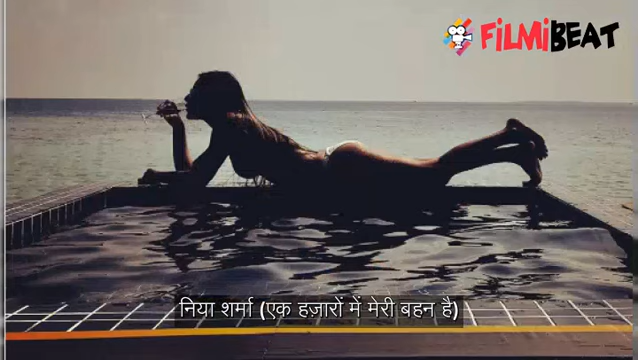 FiLMiBEAT
निया शर्मा (एक हज़ारों में मेरी बहन है)